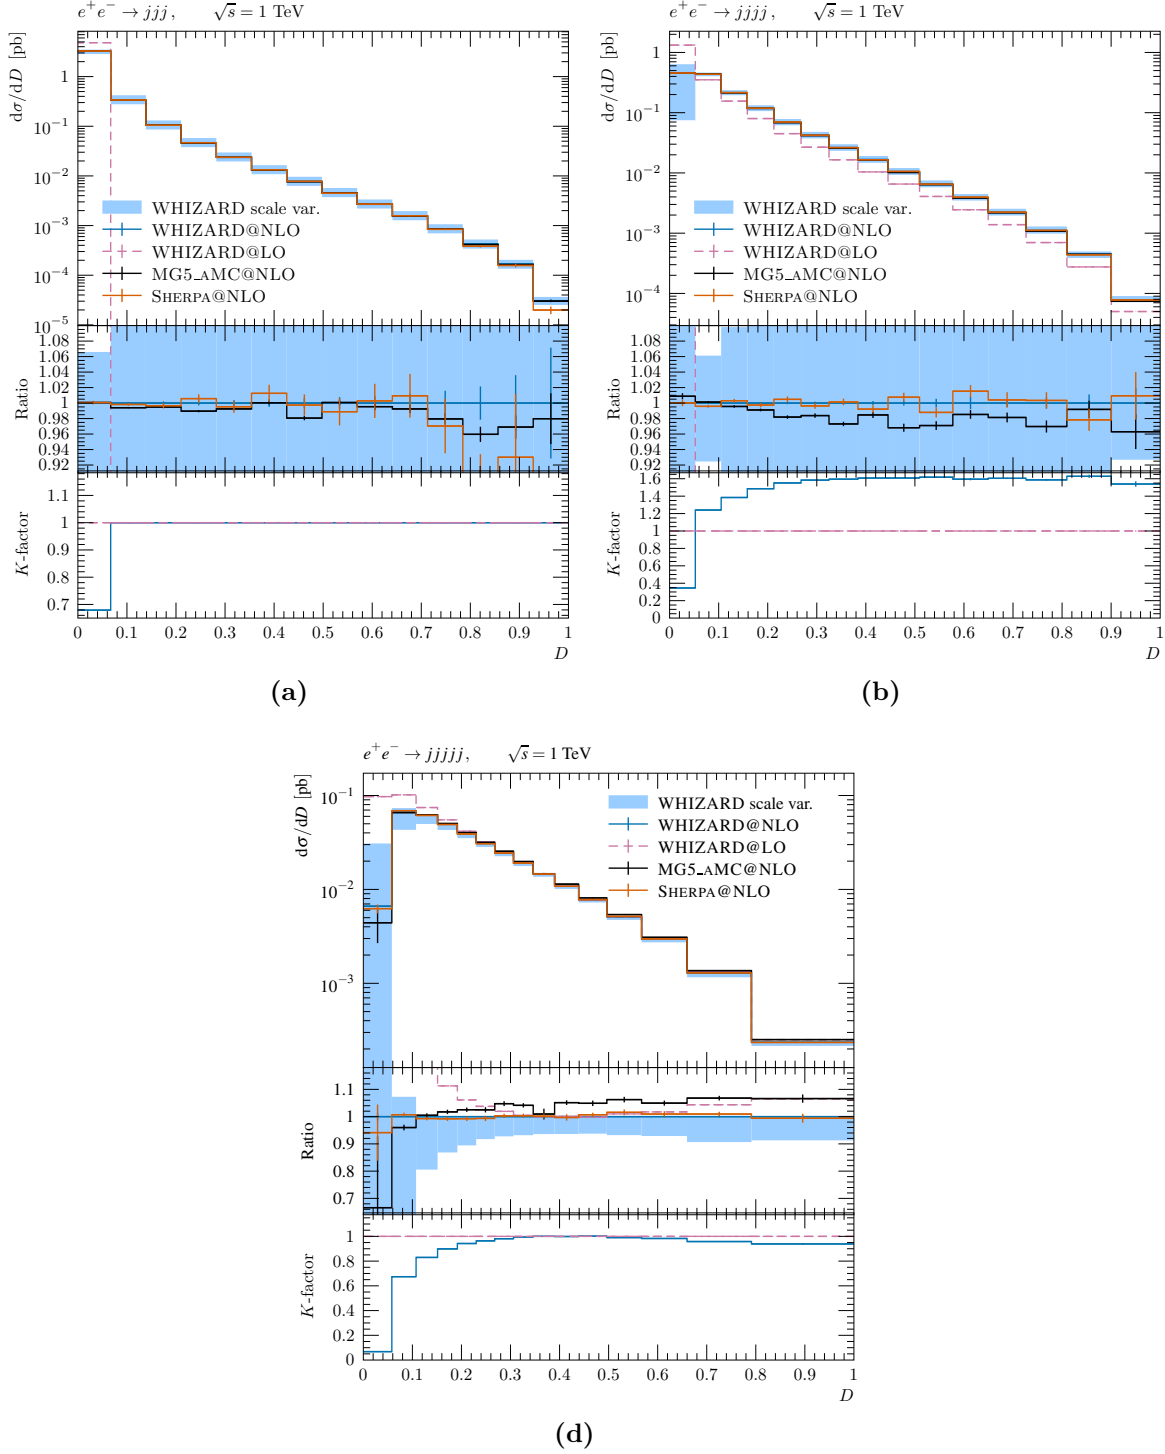 e⁺e⁻ → jjj, √s = 1 TeV
dσ/dD [pb]
1
10⁻¹
10⁻²
10⁻³
10⁻⁴
10⁻⁵
WHIZARD scale var.
WHIZARD@NLO
WHIZARD@LO
MG5_AMC@NLO
SHERPA@NLO
Ratio
1.08
1.06
1.04
1.02
1
0.98
0.96
0.94
0.92
K-factor
1.1
1
0.9
0.8
0.7
0 0.1 0.2 0.3 0.4 0.5 0.6 0.7 0.8 0.9 1
D
(a)
e⁺e⁻ → jjjj, √s = 1 TeV
dσ/dD [pb]
1
10⁻¹
10⁻²
10⁻³
10⁻⁴
WHIZARD scale var.
WHIZARD@NLO
WHIZARD@LO
MG5_AMC@NLO
SHERPA@NLO
Ratio
1.08
1.06
1.04
1.02
1
0.98
0.96
0.94
0.92
K-factor
1.6
1.4
1.2
1
0.8
0.6
0.4
0.2
0
0 0.1 0.2 0.3 0.4 0.5 0.6 0.7 0.8 0.9 1
D
(b)
e⁺e⁻ → jjjjj, √s = 1 TeV
dσ/dD [pb]
10⁻¹
10⁻²
10⁻³
WHIZARD scale var.
WHIZARD@NLO
WHIZARD@LO
MG5_AMC@NLO
SHERPA@NLO
Ratio
1.1
1
0.9
0.8
0.7
K-factor
1
0.8
0.6
0.4
0.2
0
0 0.1 0.2 0.3 0.4 0.5 0.6 0.7 0.8 0.9 1
D
(d)